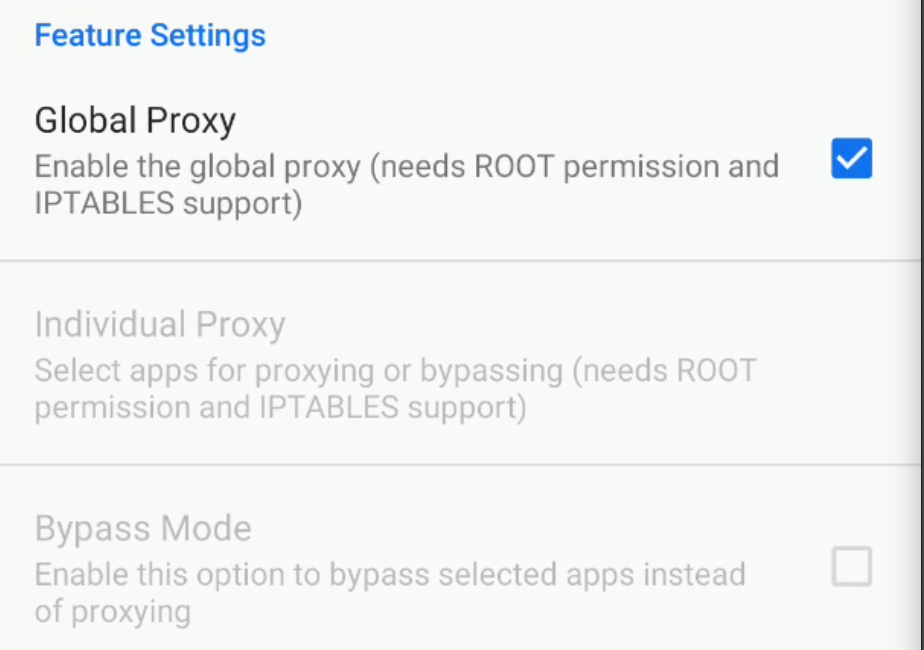 Feature Settings
Global Proxy
Enable the global proxy (needs ROOT permission and
IPTABLES support)
Individual Proxy
Select apps for proxying or bypassing (needs ROOT
permission and IPTABLES support)
Bypass Mode
Enable this option to bypass selected apps instead
of proxying